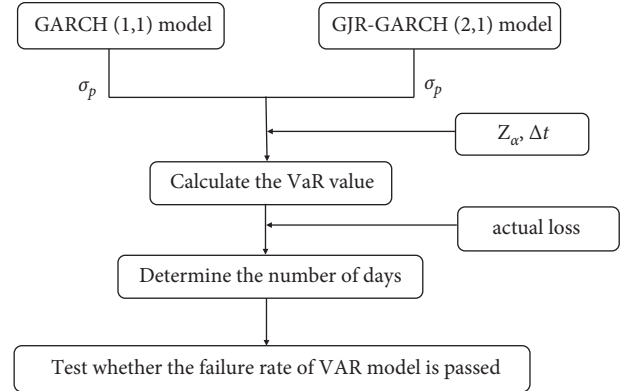 GARCH (1,1) model
GJR-GARCH (2,1) model
σp
σp
Zα, Δt
Calculate the VaR value
actual loss
Determine the number of days
Test whether the failure rate of VAR model is passed